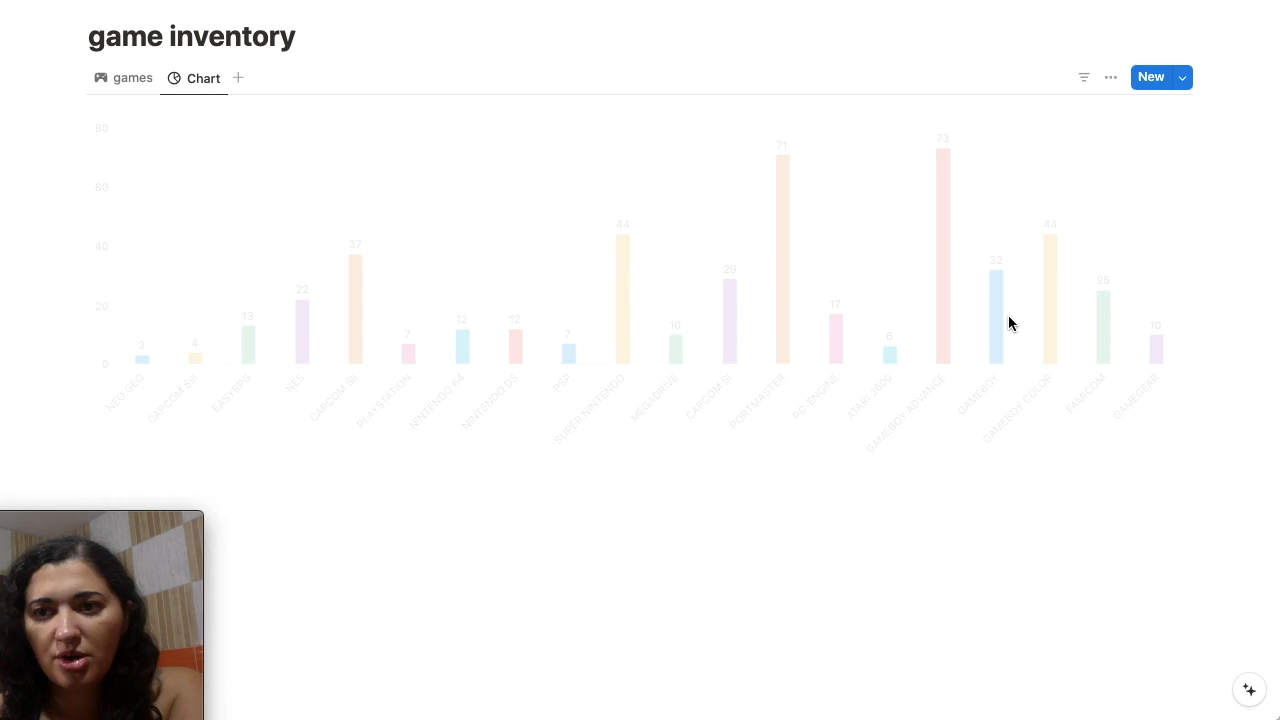 game inventory
games Chart
New
80
60
40
20
0
3 4 13 22 37 7 12 12 7 44 10 29 71 17 6 73 32 44 25 10
NEO GEO
CAPCOM SIII
EASYRPG
NES
CAPCOM SII
PLAYSTATION
NINTENDO 64
NINTENDO DS
PSP
SUPER NINTENDO
MEGADRIVE
CAPCOM SI
PORTMASTER
PC-ENGINE
ATARI 2600
GAMEBOY ADVANCE
GAMEBOY
GAMEBOY COLOR
FAMICOM
GAMEGEAR